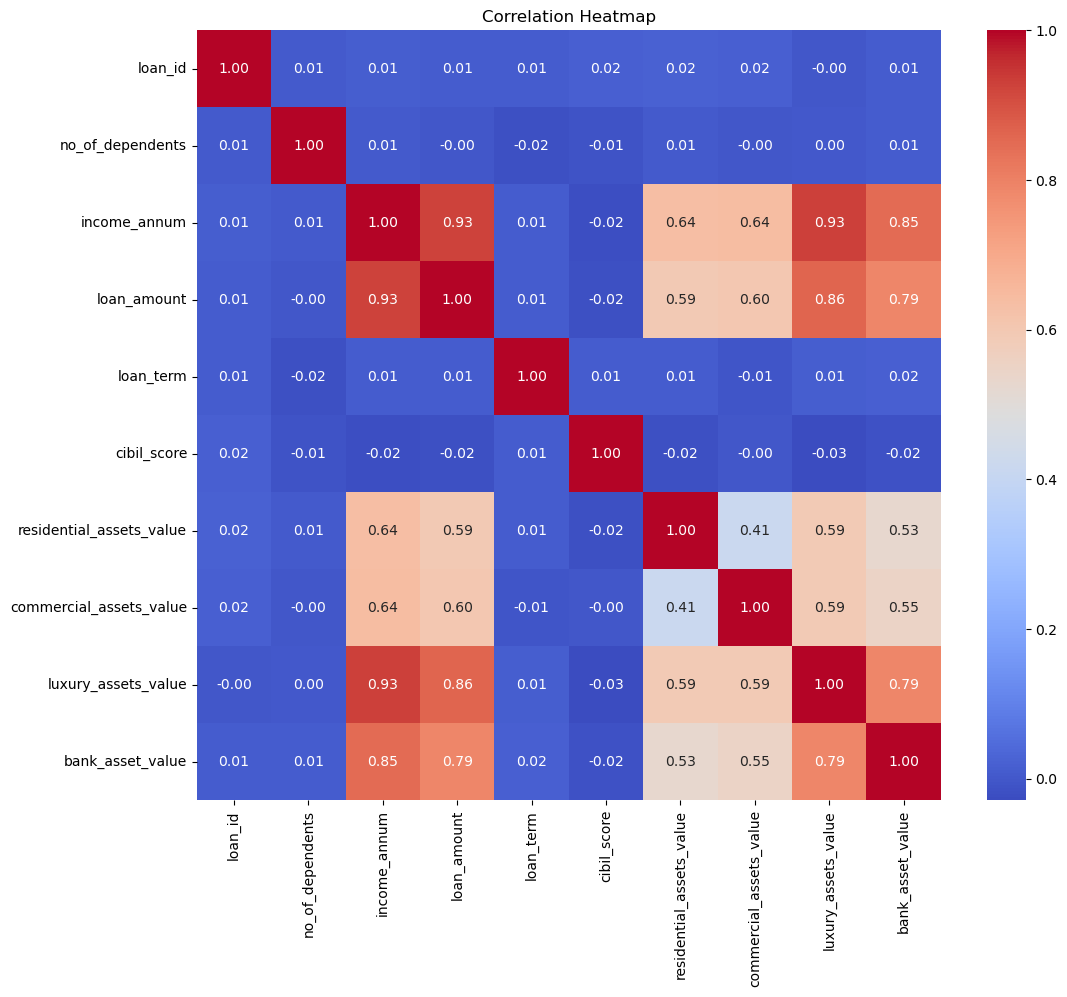 Correlation Heatmap
loan_id 1.00 0.01 0.01 0.01 0.01 0.02 0.02 0.02 -0.00 0.01
no_of_dependents 0.01 1.00 0.01 -0.00 -0.02 -0.01 0.01 -0.00 0.00 0.01
income_annum 0.01 0.01 1.00 0.93 0.01 -0.02 0.64 0.64 0.93 0.85
loan_amount 0.01 -0.00 0.93 1.00 0.01 -0.02 0.59 0.60 0.86 0.79
loan_term 0.01 -0.02 0.01 0.01 1.00 0.01 0.01 -0.01 0.01 0.02
cibil_score 0.02 -0.01 -0.02 -0.02 0.01 1.00 -0.02 -0.00 -0.03 -0.02
residential_assets_value 0.02 0.01 0.64 0.59 0.01 -0.02 1.00 0.41 0.59 0.53
commercial_assets_value 0.02 -0.00 0.64 0.60 -0.01 -0.00 0.41 1.00 0.59 0.55
luxury_assets_value -0.00 0.00 0.93 0.86 0.01 -0.03 0.59 0.59 1.00 0.79
bank_asset_value 0.01 0.01 0.85 0.79 0.02 -0.02 0.53 0.55 0.79 1.00
loan_id
no_of_dependents
income_annum
loan_amount
loan_term
cibil_score
residential_assets_value
commercial_assets_value
luxury_assets_value
bank_asset_value
1.0
0.8
0.6
0.4
0.2
0.0